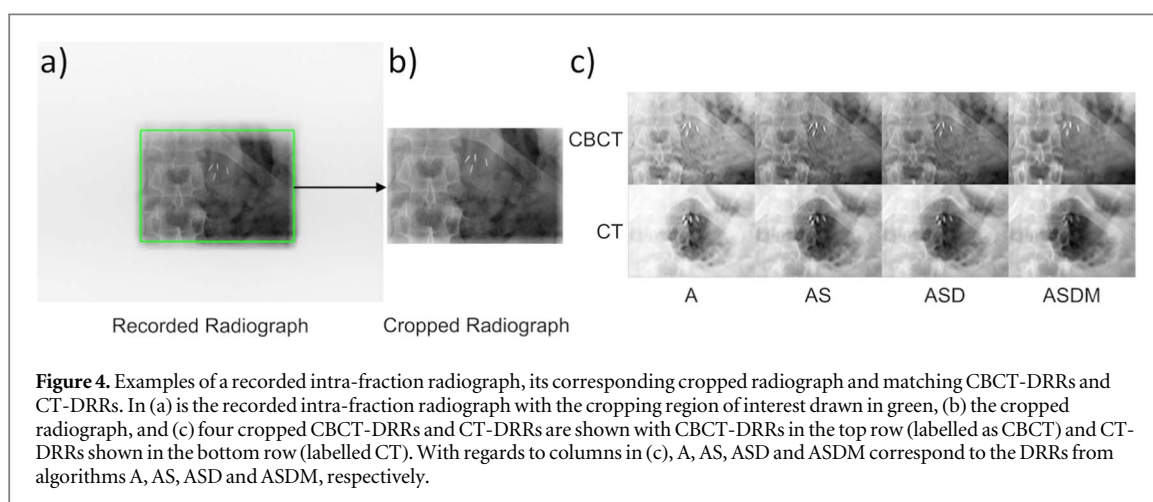 a)
b)
c)
CBCT
CT
A
AS
ASD
ASDM
Recorded Radiograph
Cropped Radiograph
Figure 4. Examples of a recorded intra-fraction radiograph, its corresponding cropped radiograph and matching CBCT-DRRs and
CT-DRRs. In (a) is the recorded intra-fraction radiograph with the cropping region of interest drawn in green, (b) the cropped
radiograph, and (c) four cropped CBCT-DRRs and CT-DRRs are shown with CBCT-DRRs in the top row (labelled as CBCT) and CT-
DRRs shown in the bottom row (labelled CT). With regards to columns in (c), A, AS, ASD and ASDM correspond to the DRRs from
algorithms A, AS, ASD and ASDM, respectively.